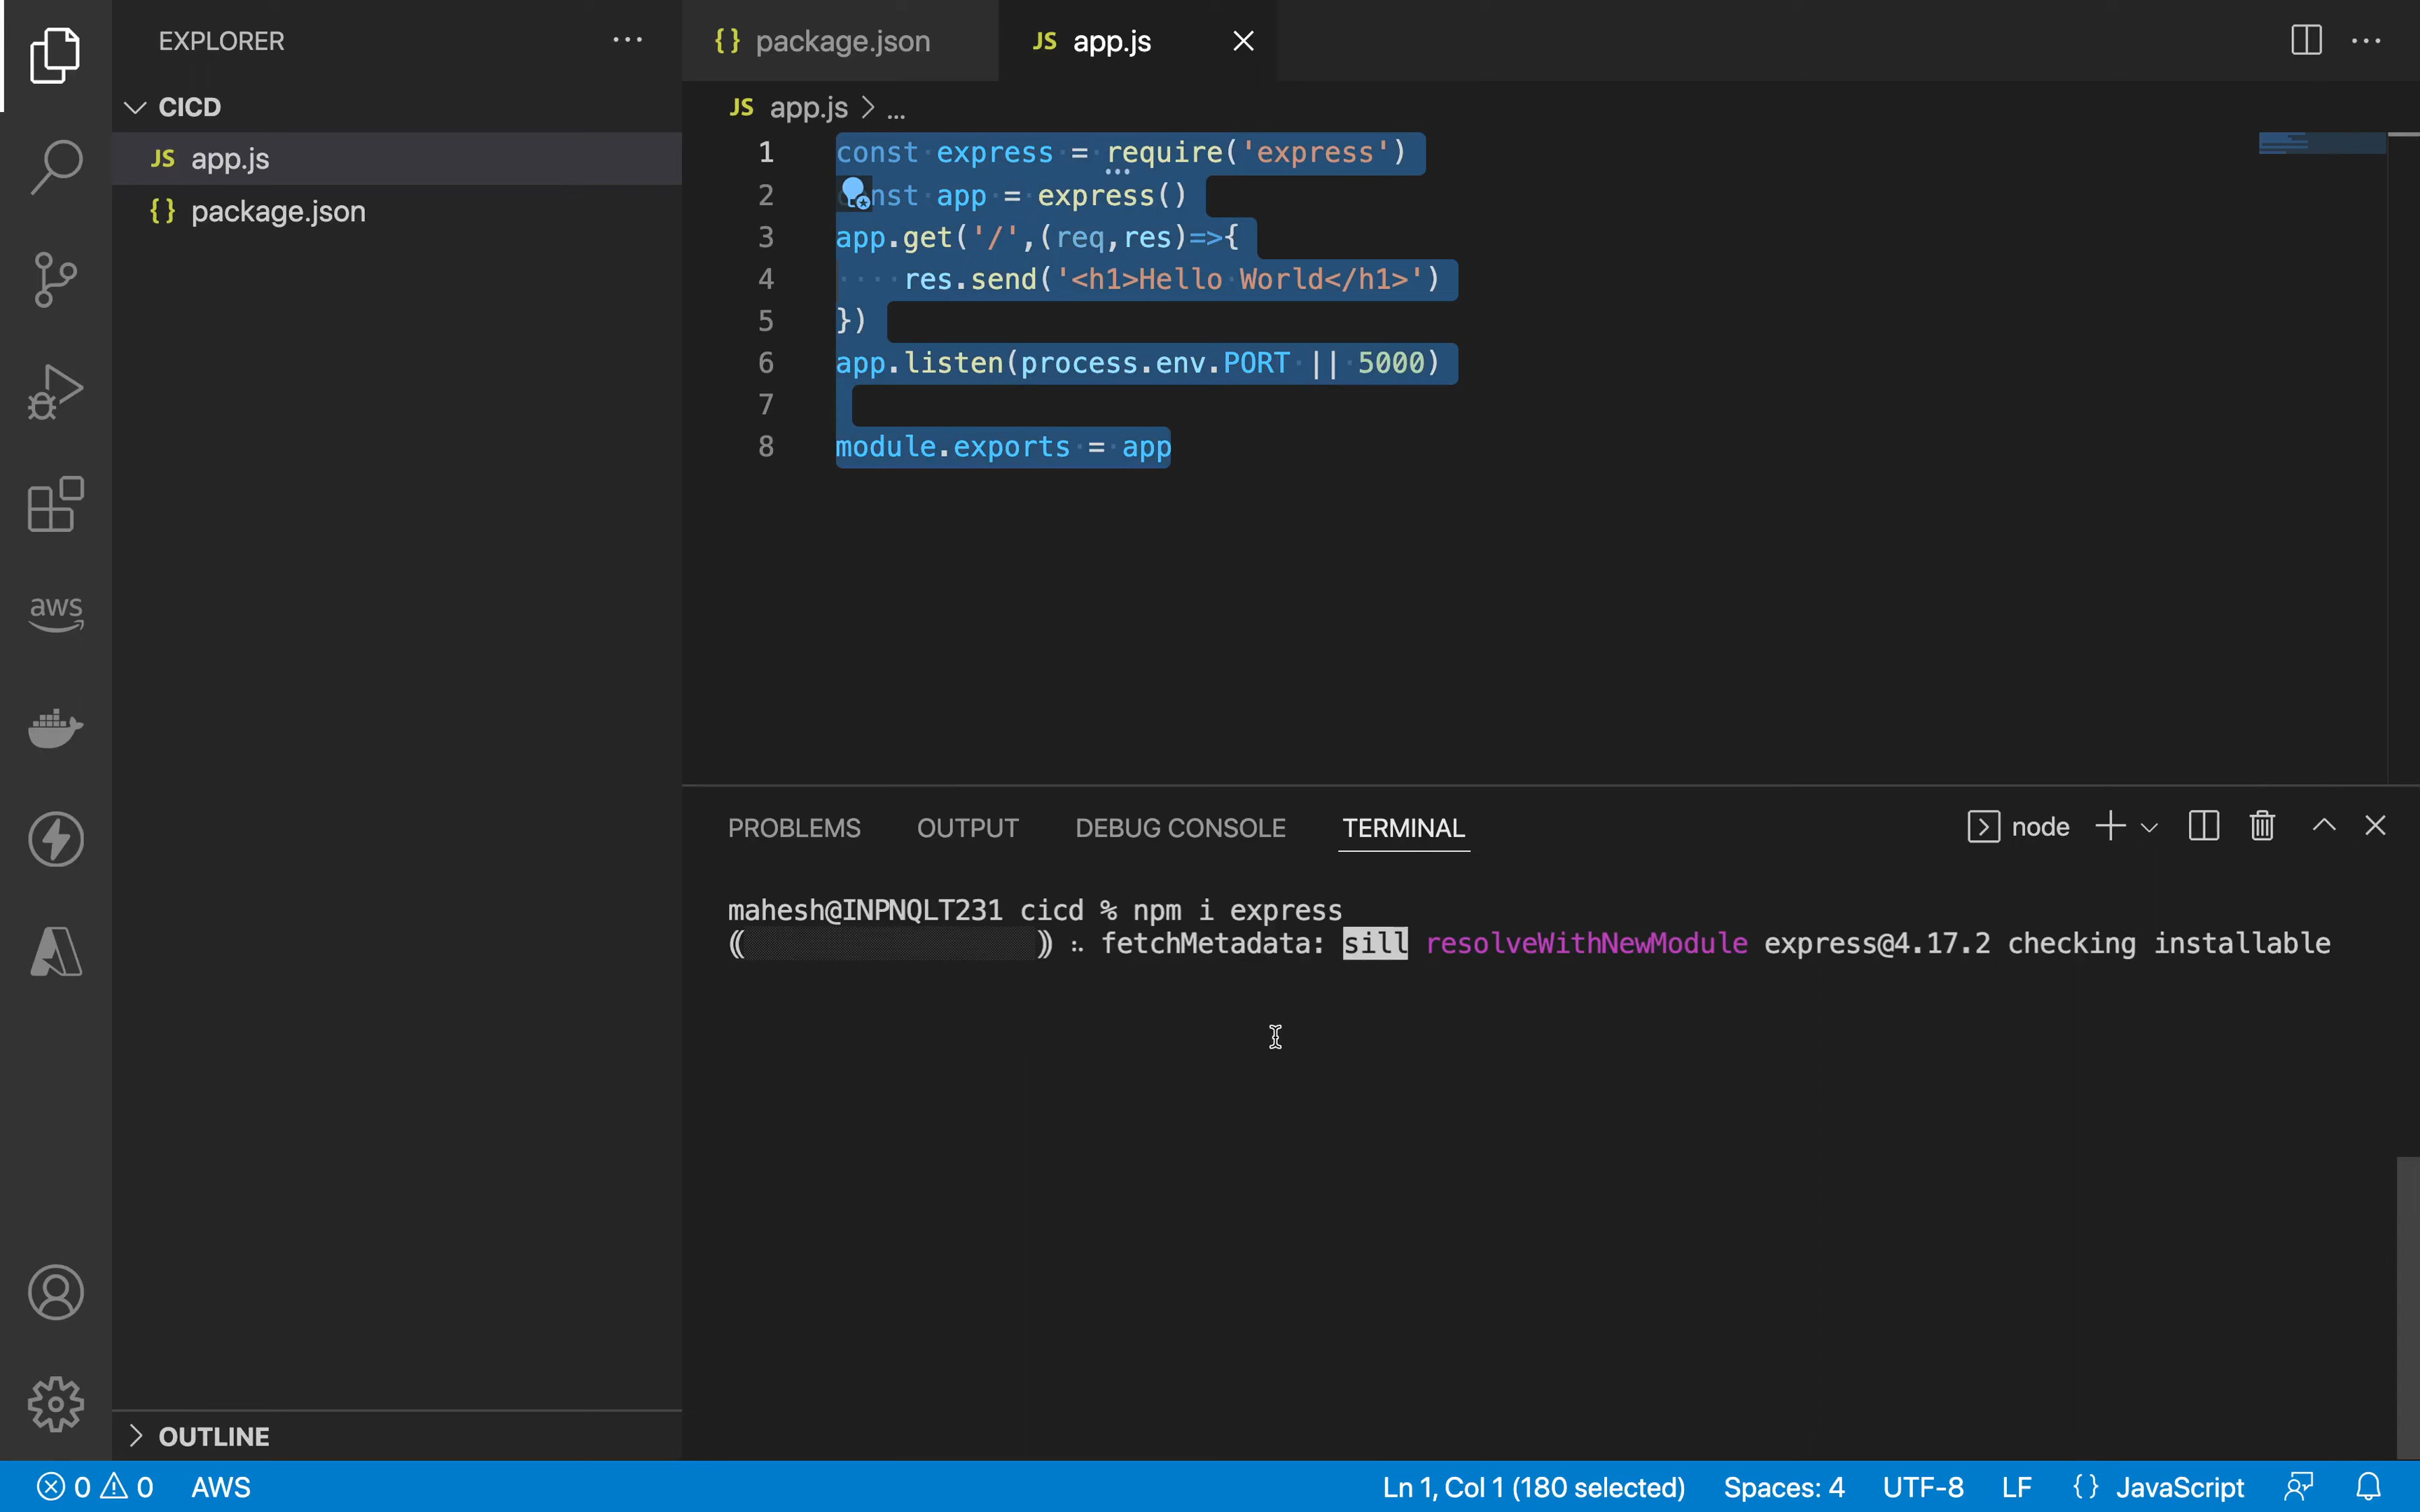 EXPLORER
CICD
JS app.js
{} package.json
aws
OUTLINE
{} package.json
JS app.js
JS app.js > ...
1 const express = require('express')
2 nst app = express()
3 app.get('/',(req,res)=>{
4 res.send('<h1>Hello World</h1>')
5 })
6 app.listen(process.env.PORT || 5000)
7
8 module.exports = app
PROBLEMS OUTPUT DEBUG CONSOLE TERMINAL node
mahesh@INPNQLT231 cicd % npm i express
fetchMetadata: sill resolveWithNewModule express@4.17.2 checking installable
0 0 AWS Ln 1, Col 1 (180 selected) Spaces: 4 UTF-8 LF {} JavaScript